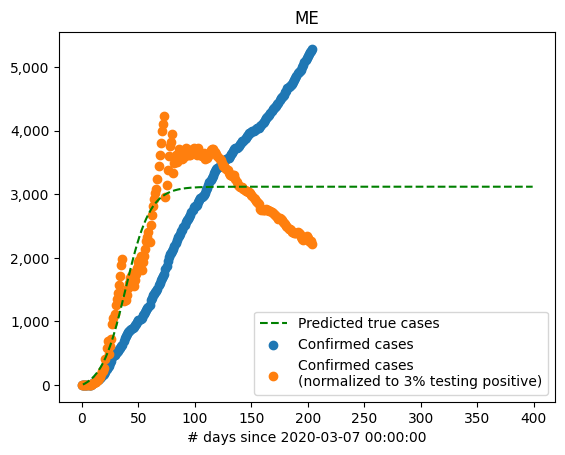 ME
5,000
4,000
3,000
2,000
1,000
0
Predicted true cases
Confirmed cases
Confirmed cases
(normalized to 3% testing positive)
0 50 100 150 200 250 300 350 400
# days since 2020-03-07 00:00:00